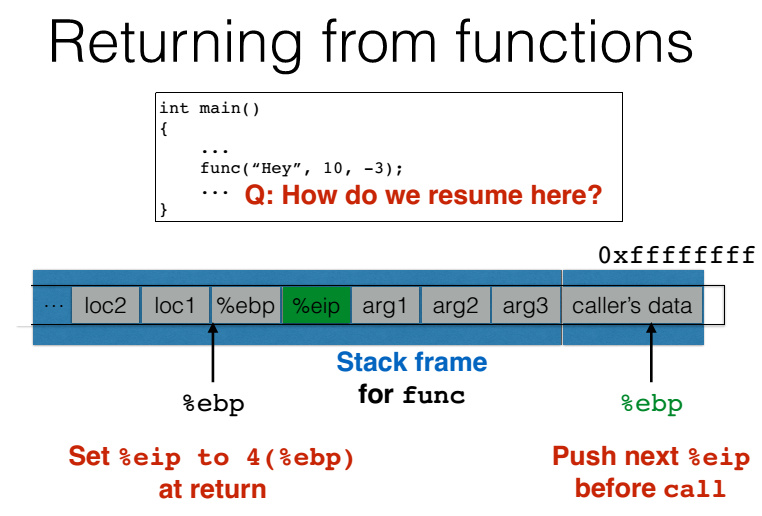 Returning from functions
int main()
{
...
func(“Hey”, 10, -3);
... Q: How do we resume here?
}
0xffffffff
... loc2 loc1 %ebp %eip arg1 arg2 arg3 caller’s data
Stack frame
for func
%ebp
%ebp
Set %eip to 4(%ebp)
at return
Push next %eip
before call